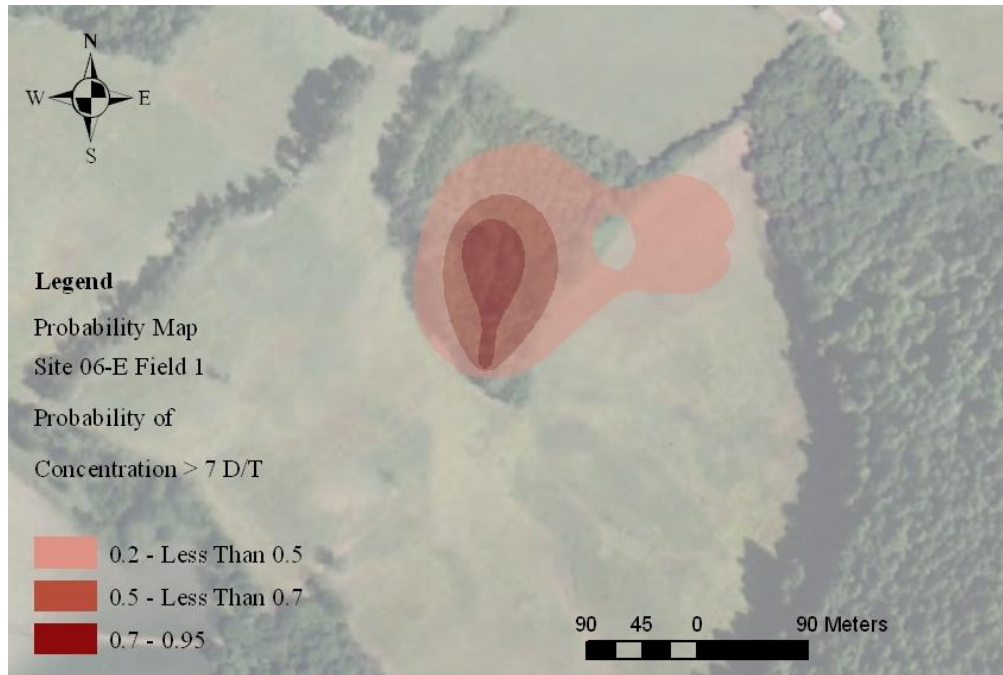 N
W E
S
Legend
Probability Map
Site 06-E Field 1
Probability of
Concentration > 7 D/T
0.2 - Less Than 0.5
0.5 - Less Than 0.7
0.7 - 0.95
90 45 0 90 Meters